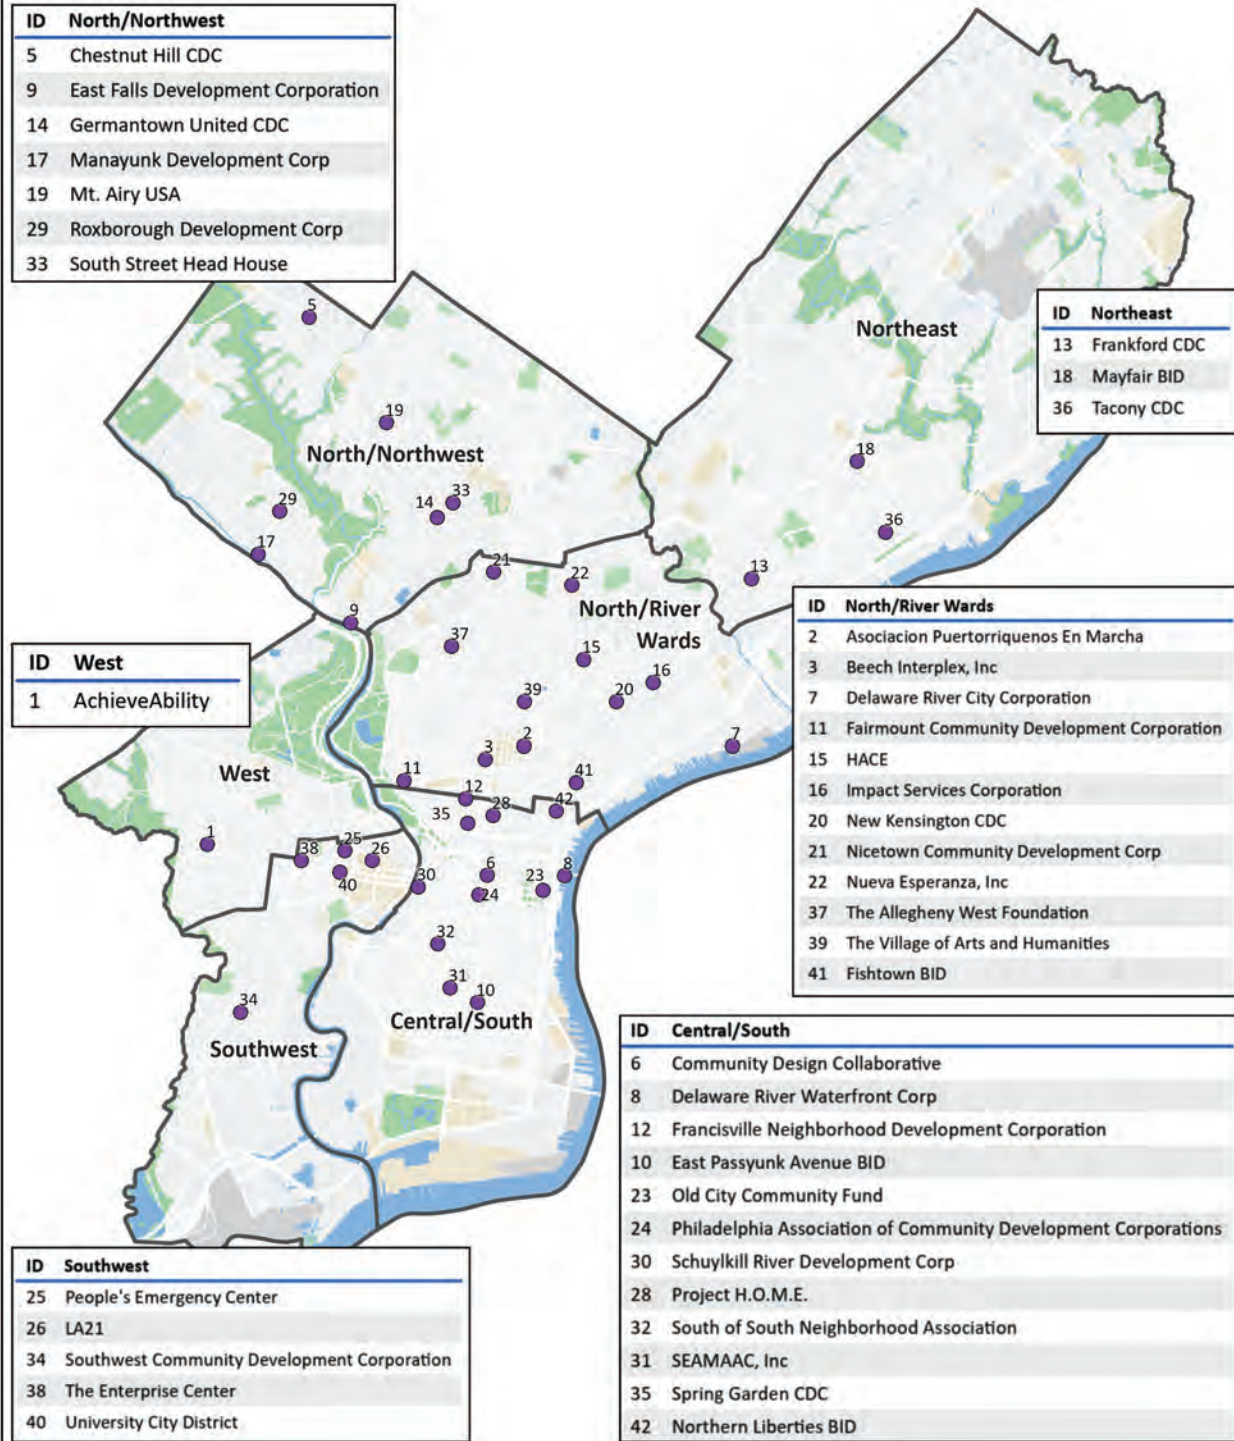 ID North/Northwest
5 Chestnut Hill CDC
9 East Falls Development Corporation
14 Germantown United CDC
17 Manayunk Development Corp
19 Mt. Airy USA
29 Roxborough Development Corp
33 South Street Head House
5
Northeast
ID Northeast
13 Frankford CDC
18 Mayfair BID
36 Tacony CDC
19
North/Northwest
18
29
14
33
36
17
21
22
13
North/River
Wards
9
37
15
16
39
20
ID North/River Wards
2 Asociacion Puertorriquenos En Marcha
3 Beech Interplex, Inc
7 Delaware River City Corporation
11 Fairmount Community Development Corporation
15 HACE
16 Impact Services Corporation
20 New Kensington CDC
21 Nicetown Community Development Corp
22 Nueva Esperanza, Inc
37 The Allegheny West Foundation
39 The Village of Arts and Humanities
41 Fishtown BID
ID West
1 AchieveAbility
2
7
3
West
11
41
12
28
42
35
1
38
25
26
40
30
6
24
23
8
32
31
10
Central/South
34
Southwest
ID Central/South
6 Community Design Collaborative
8 Delaware River Waterfront Corp
12 Francisville Neighborhood Development Corporation
10 East Passyunk Avenue BID
23 Old City Community Fund
24 Philadelphia Association of Community Development Corporations
30 Schuylkill River Development Corp
28 Project H.O.M.E.
32 South of South Neighborhood Association
31 SEAMAAC, Inc
35 Spring Garden CDC
42 Northern Liberties BID
ID Southwest
25 People's Emergency Center
26 LA21
34 Southwest Community Development Corporation
38 The Enterprise Center
40 University City District